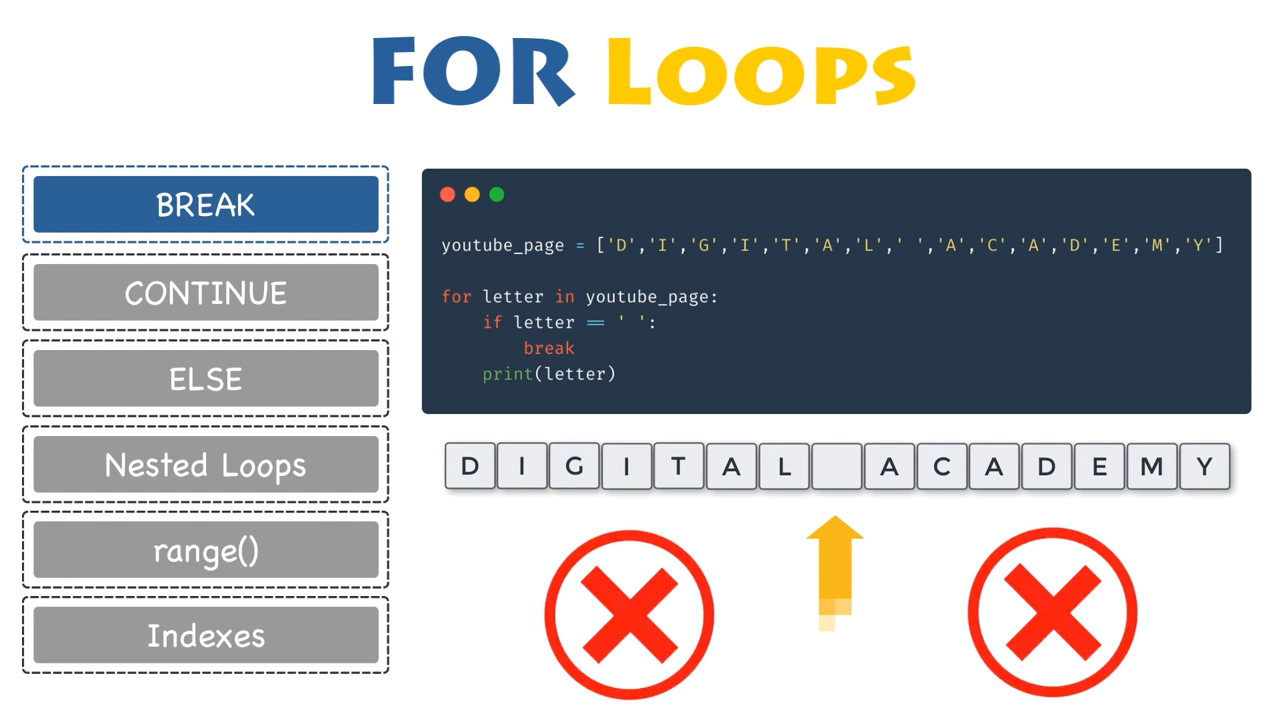 FOR Loops
BREAK
CONTINUE
ELSE
Nested Loops
range()
Indexes
youtube_page = ['D','I','G','I','T','A','L',' ','A','C','A','D','E','M','Y']
for letter in youtube_page:
    if letter == ' ':
        break
    print(letter)
D I G I T A L   A C A D E M Y